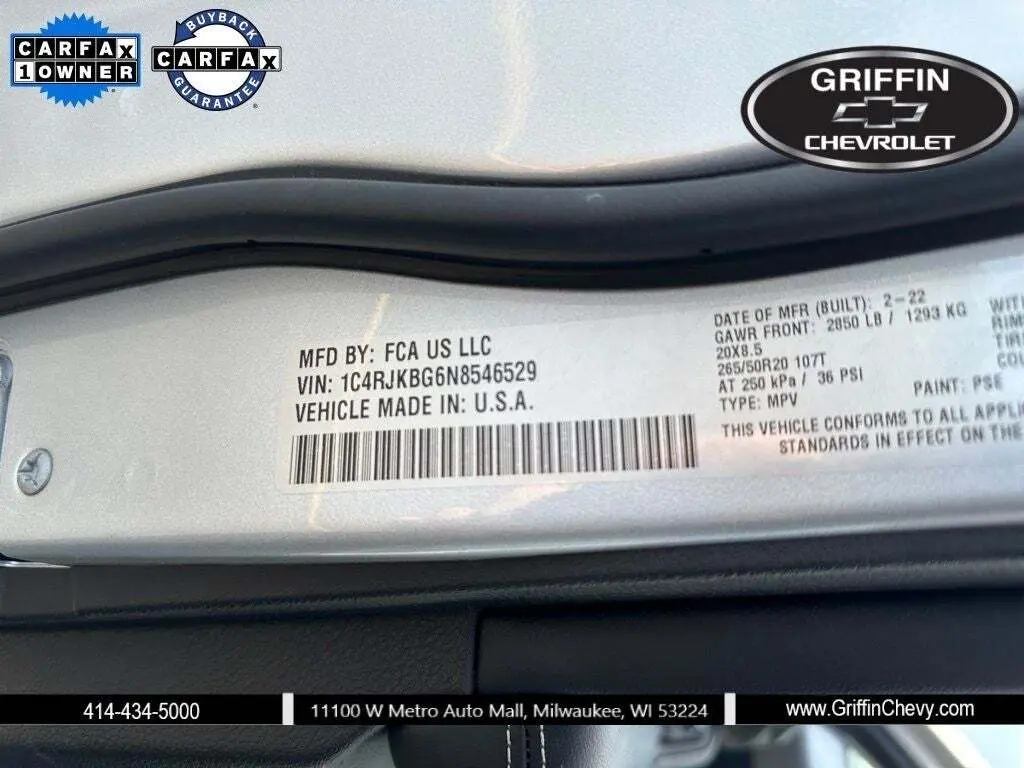 CARFAX
1 OWNER
BUYBACK
CARFAX
GUARANTEE
GRIFFIN
CHEVROLET
MFD BY: FCA US LLC
VIN: 1C4RJKBG6N8546529
VEHICLE MADE IN: U.S.A.
DATE OF MFR (BUILT): 2-22
GAWR FRONT: 2850 LB / 1293 KG
20X8.5
265/50R20 107T
AT 250 kPa / 36 PSI
TYPE: MPV
PAINT: PSE
THIS VEHICLE CONFORMS TO ALL
STANDARDS IN EFFECT ON THE
414-434-5000
11100 W Metro Auto Mall, Milwaukee, WI 53224
www.GriffinChevy.com